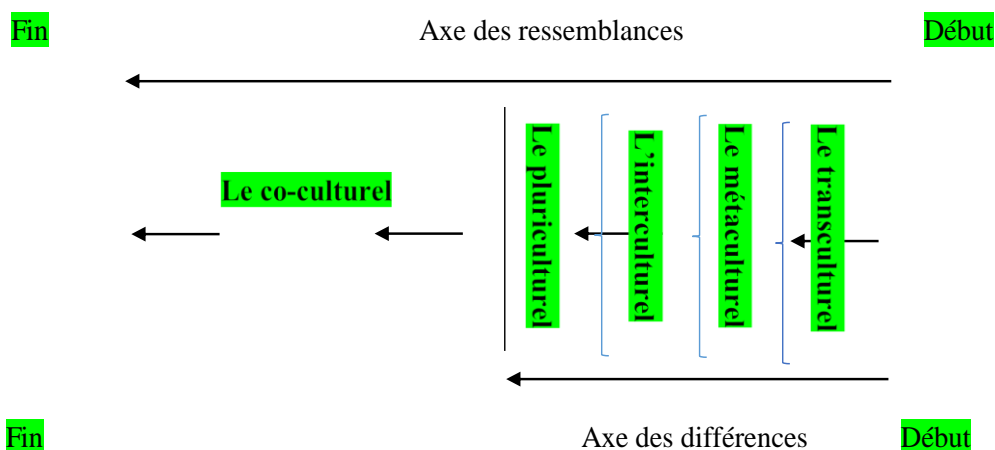 Fin
Axe des ressemblances
Début
Le co-culturel
Le pluriculturel
L’interculturel
Le métaculturel
Le transculturel
Fin
Axe des différences
Début